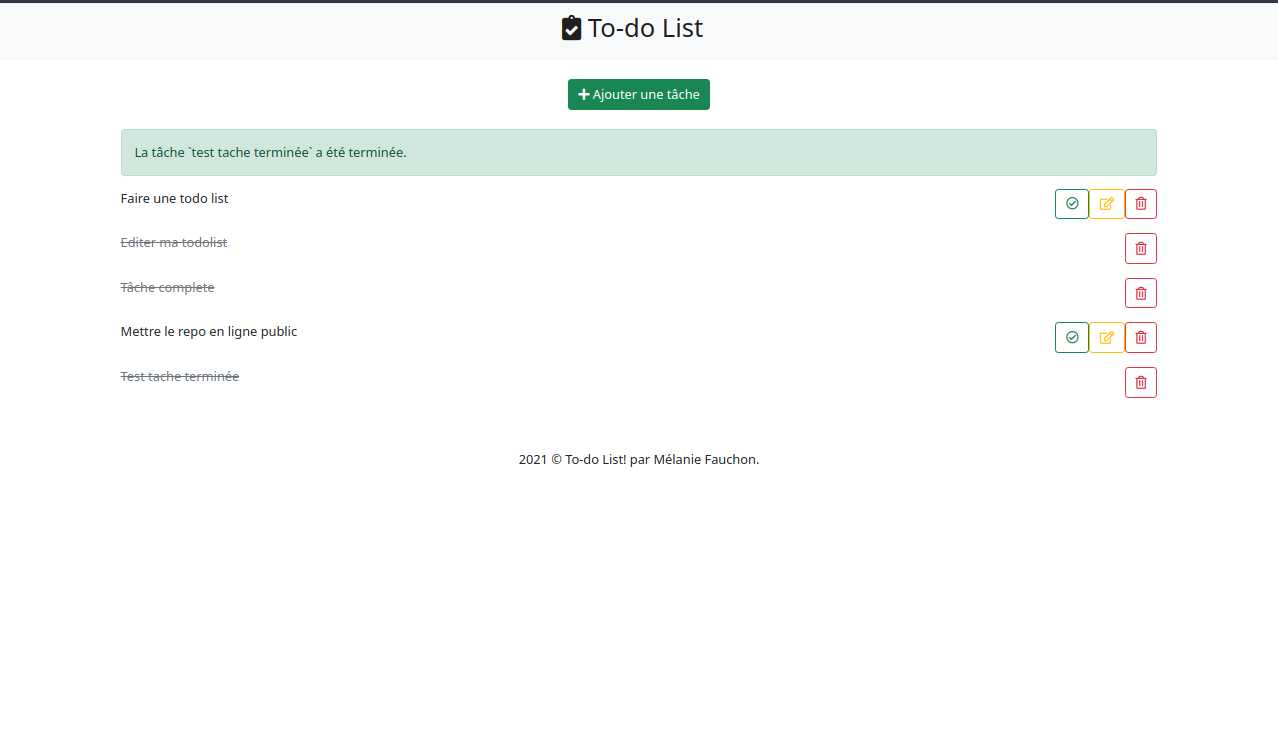 To-do List
Ajouter une tâche
La tâche `test tache terminée` a été terminée.
Faire une todo list
Editer ma todolist
Tâche complete
Mettre le repo en ligne public
Test tache terminée
2021 © To-do List! par Mélanie Fauchon.